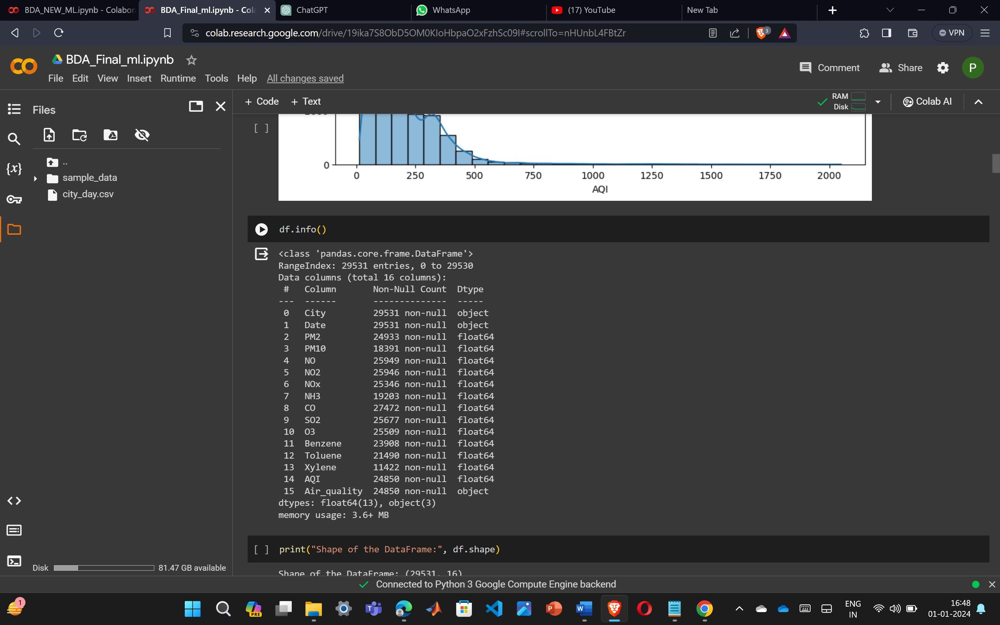 BDA_NEW_ML.ipynb - Colabor
BDA_Final_ml.ipynb - Cola
ChatGPT
WhatsApp
(17) YouTube
New Tab
colab.research.google.com/drive/19ika7S8ObD5OM0KIoHbpaO2xFzhSc09I#scrollTo=nHUnbL4FBtZr
3
VPN
BDA_Final_ml.ipynb
Comment
Share
P
File Edit View Insert Runtime Tools Help All changes saved
Files
+ Code + Text
RAM
Disk
Colab AI
..
sample_data
city_day.csv
{x}
[ ]
0
0 250 500 750 1000 1250 1500 1750 2000
AQI
df.info()
<class 'pandas.core.frame.DataFrame'>
RangeIndex: 29531 entries, 0 to 29530
Data columns (total 16 columns):
# Column Non-Null Count Dtype
--- ------ -------------- -----
0 City 29531 non-null object
1 Date 29531 non-null object
2 PM2 24933 non-null float64
3 PM10 18391 non-null float64
4 NO 25949 non-null float64
5 NO2 25946 non-null float64
6 NOx 25346 non-null float64
7 NH3 19203 non-null float64
8 CO 27472 non-null float64
9 SO2 25677 non-null float64
10 O3 25509 non-null float64
11 Benzene 23908 non-null float64
12 Toluene 21490 non-null float64
13 Xylene 11422 non-null float64
14 AQI 24850 non-null float64
15 Air_quality 24850 non-null object
dtypes: float64(13), object(3)
memory usage: 3.6+ MB
[ ] print("Shape of the DataFrame:", df.shape)
Shape of the DataFrame: (29531, 16)
Disk 81.47 GB available
Connected to Python 3 Google Compute Engine backend
1
PRE
ENG
IN
16:48
01-01-2024